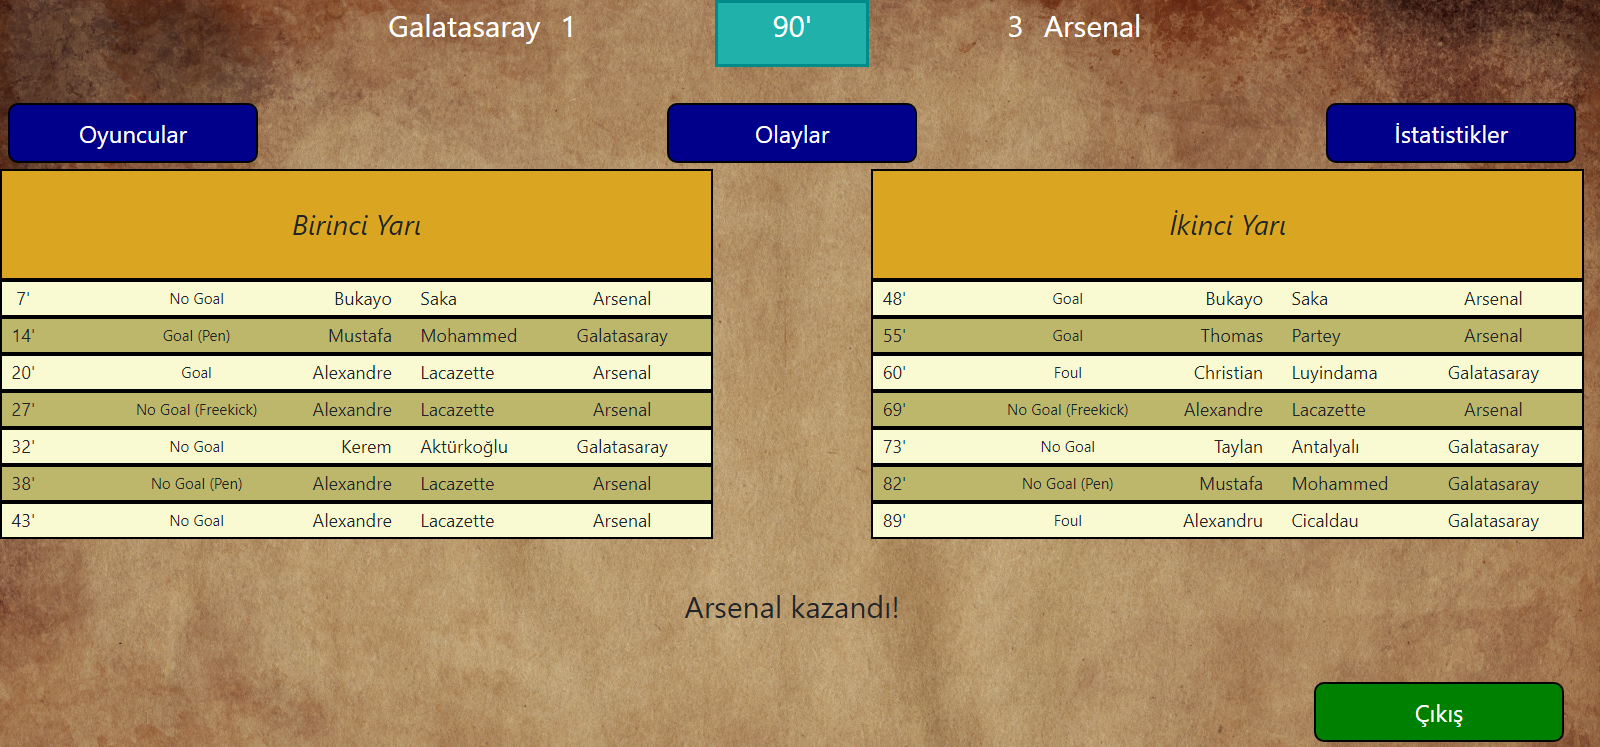 Galatasaray 1 90' 3 Arsenal
Oyuncular Olaylar İstatistikler
Birinci Yarı
7' No Goal Bukayo Saka Arsenal
14' Goal (Pen) Mustafa Mohammed Galatasaray
20' Goal Alexandre Lacazette Arsenal
27' No Goal (Freekick) Alexandre Lacazette Arsenal
32' No Goal Kerem Aktürkoğlu Galatasaray
38' No Goal (Pen) Alexandre Lacazette Arsenal
43' No Goal Alexandre Lacazette Arsenal
İkinci Yarı
48' Goal Bukayo Saka Arsenal
55' Goal Thomas Partey Arsenal
60' Foul Christian Luyindama Galatasaray
69' No Goal (Freekick) Alexandre Lacazette Arsenal
73' No Goal Taylan Antalyalı Galatasaray
82' No Goal (Pen) Mustafa Mohammed Galatasaray
89' Foul Alexandru Cicaldau Galatasaray
Arsenal kazandı!
Çıkış